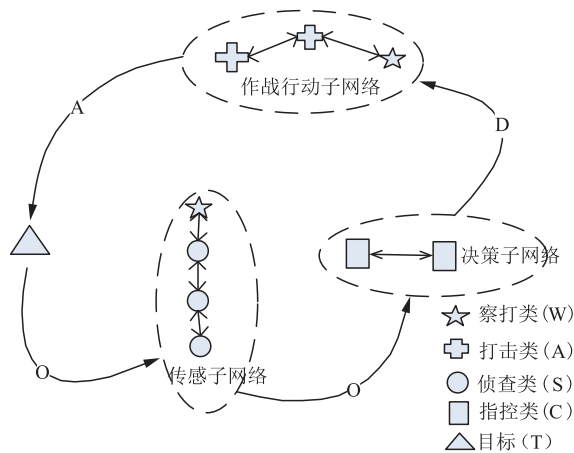 作战行动子网络
A
D
决策子网络
察打类(W)
打击类(A)
传感子网络
侦查类(S)
O
O
指控类(C)
目标(T)